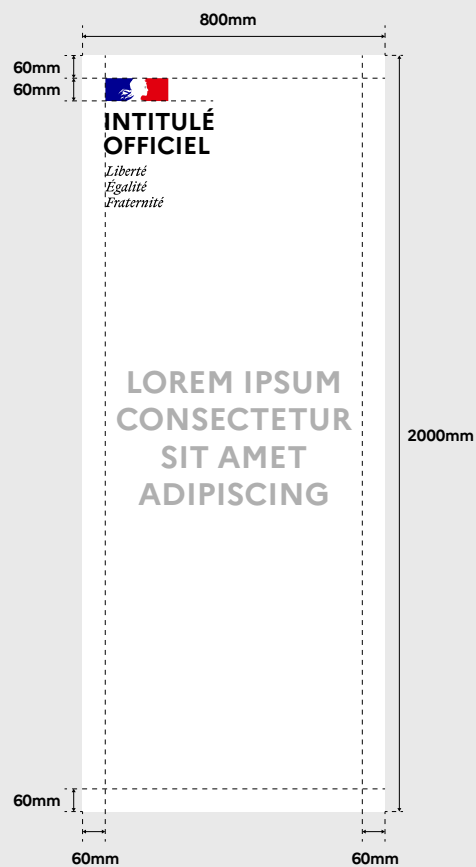 800mm
60mm
60mm
INTITULÉ
OFFICIEL
Liberté
Égalité
Fraternité
LOREM IPSUM
CONSECTETUR
SIT AMET
ADIPISCING
2000mm
60mm
60mm
60mm